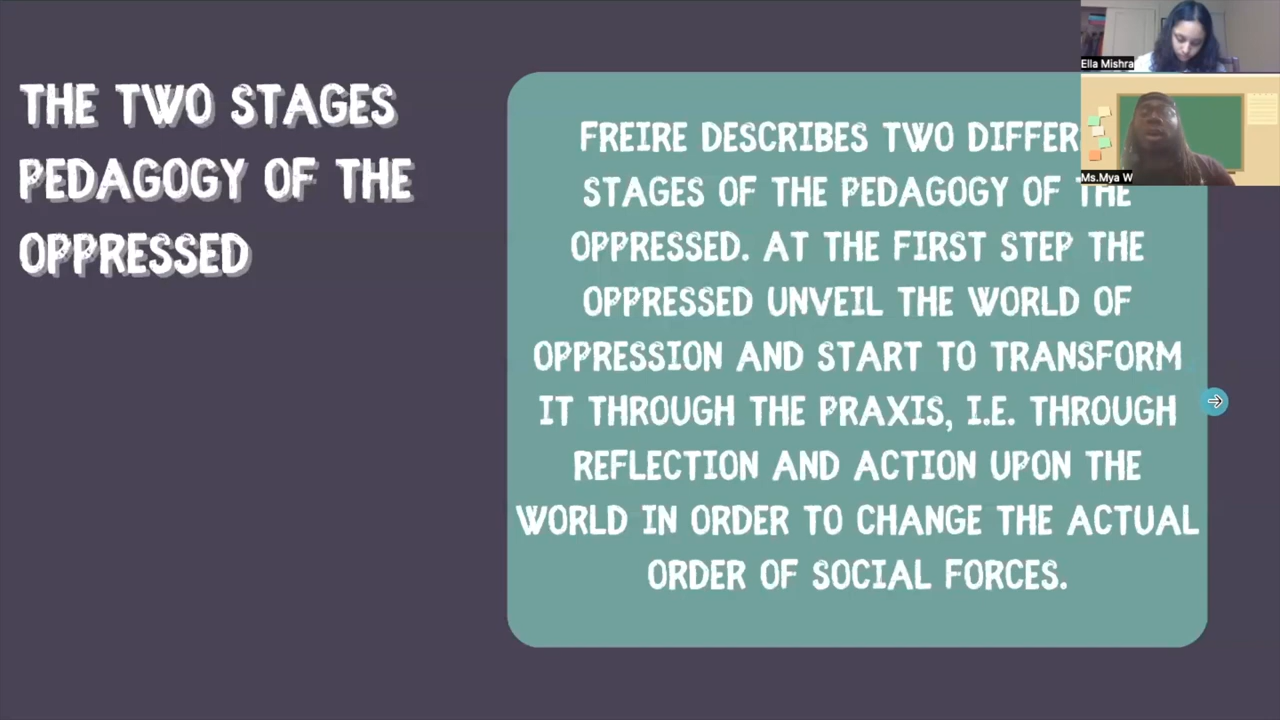 THE TWO STAGES
PEDAGOGY OF THE
OPPRESSED
FREIRE DESCRIBES TWO DIFFER
STAGES OF THE PEDAGOGY OF THE
OPPRESSED. AT THE FIRST STEP THE
OPPRESSED UNVEIL THE WORLD OF
OPPRESSION AND START TO TRANSFORM
IT THROUGH THE PRAXIS, I.E. THROUGH
REFLECTION AND ACTION UPON THE
WORLD IN ORDER TO CHANGE THE ACTUAL
ORDER OF SOCIAL FORCES.
Ella Mishra
Ms.Mya W